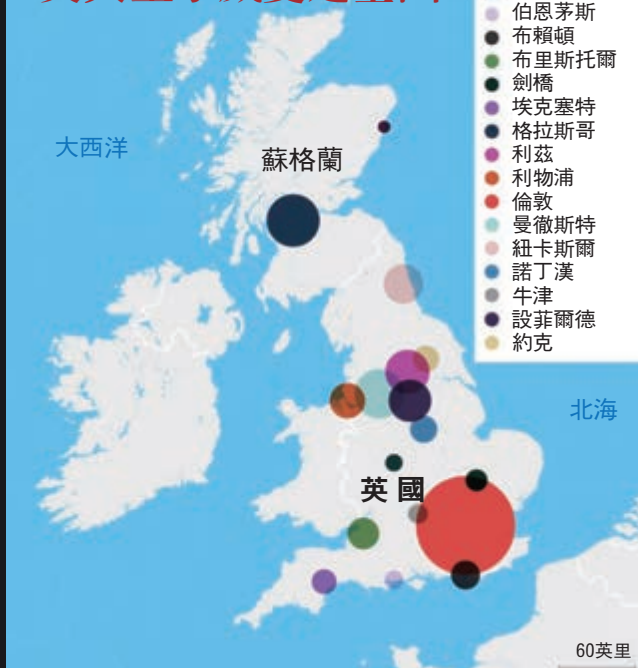 伯恩茅斯
布賴頓
布里斯托爾
劍橋
埃克塞特
格拉斯哥
利茲
利物浦
倫敦
曼徹斯特
紐卡斯爾
諾丁漢
牛津
設菲爾德
約克
大西洋
蘇格蘭
北海
英國
60英里